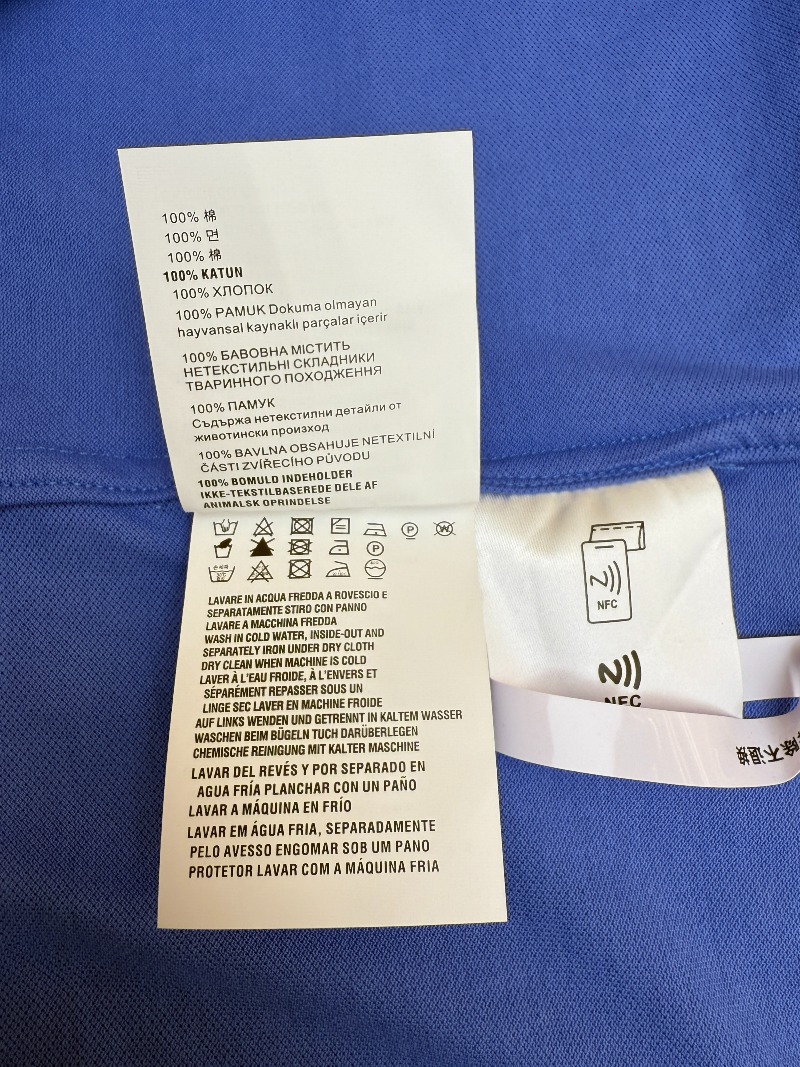 100% 棉
100% 면
100% 棉
100% KATUN
100% ХЛОПОК
100% PAMUK Dokuma olmayan
hayvansal kaynaklı parçalar içerir
100% БАВОВНА МІСТИТЬ
НЕТЕКСТИЛЬНІ СКЛАДНИКИ
ТВАРИННОГО ПОХОДЖЕННЯ
100% ПАМУК
Съдържа нетекстилни детайли от
животински произход
100% BAVLNA OBSAHUJE NETEXTILNÍ
ČÁSTI ZVÍŘECÍHO PŮVODU
100% BOMULD INDEHOLDER
IKKE-TEKSTILBASEREDE DELE AF
ANIMALSK OPRINDELSE
P
W
P
LAVARE IN ACQUA FREDDA A ROVESCIO E
SEPARATAMENTE STIRO CON PANNO
LAVARE A MACCHINA FREDDA
WASH IN COLD WATER, INSIDE-OUT AND
SEPARATELY IRON UNDER DRY CLOTH
DRY CLEAN WHEN MACHINE IS COLD
LAVER À L'EAU FROIDE, À L'ENVERS ET
SÉPARÉMENT REPASSER SOUS UN
LINGE SEC LAVER EN MACHINE FROIDE
AUF LINKS WENDEN UND GETRENNT IN KALTEM WASSER
WASCHEN BEIM BÜGELN TUCH DARÜBERLEGEN
CHEMISCHE REINIGUNG MIT KALTER MASCHINE
LAVAR DEL REVÉS Y POR SEPARADO EN
AGUA FRÍA PLANCHAR CON UN PAÑO
LAVAR A MÁQUINA EN FRÍO
LAVAR EM ÁGUA FRIA, SEPARADAMENTE
PELO AVESSO ENGOMAR SOB UM PANO
PROTETOR LAVAR COM A MÁQUINA FRIA
NFC
NFC
除不退换